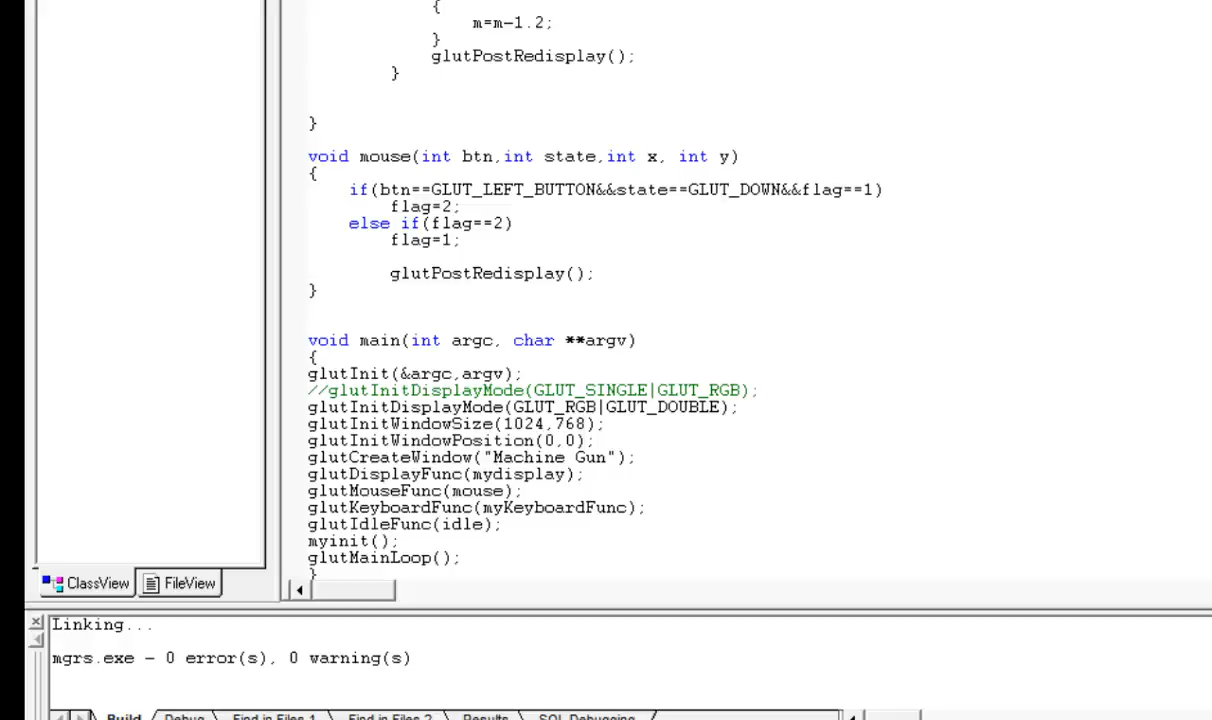 {
m=m-1.2;
}
glutPostRedisplay();
}
}
void mouse(int btn,int state,int x, int y)
{
if(btn==GLUT_LEFT_BUTTON&&state==GLUT_DOWN&&flag==1)
flag=2;
else if(flag==2)
flag=1;
glutPostRedisplay();
}
void main(int argc, char **argv)
{
glutInit(&argc,argv);
//glutInitDisplayMode(GLUT_SINGLE|GLUT_RGB);
glutInitDisplayMode(GLUT_RGB|GLUT_DOUBLE);
glutInitWindowSize(1024,768);
glutInitWindowPosition(0,0);
glutCreateWindow("Machine Gun");
glutDisplayFunc(mydisplay);
glutMouseFunc(mouse);
glutKeyboardFunc(myKeyboardFunc);
glutIdleFunc(idle);
myinit();
glutMainLoop();
}
ClassView FileView
Linking...
mgrs.exe - 0 error(s), 0 warning(s)
Build Debug Find in Files 1 Find in Files 2 Results SQL Debugging